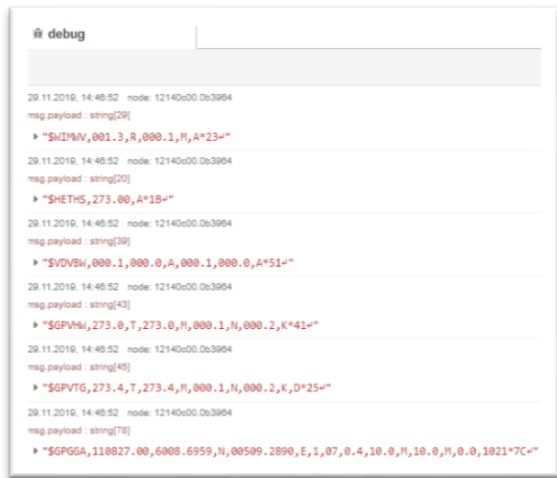 debug
29.11.2019, 14:46:52 node: 12140c00.0b3964
msg.payload : string[29]
"$WIMWV,001.3,R,000.1,M,A*23↵"
29.11.2019, 14:46:52 node: 12140c00.0b3964
msg.payload : string[20]
"$HETHS,273.00,A*1B↵"
29.11.2019, 14:46:52 node: 12140c00.0b3964
msg.payload : string[39]
"$VDVBW,000.1,000.0,A,000.1,000.0,A*51↵"
29.11.2019, 14:46:52 node: 12140c00.0b3964
msg.payload : string[43]
"$GPVHW,273.0,T,273.0,M,000.1,N,000.2,K*41↵"
29.11.2019, 14:46:52 node: 12140c00.0b3964
msg.payload : string[45]
"$GPVTG,273.4,T,273.4,M,000.1,N,000.2,K,D*25↵"
29.11.2019, 14:46:52 node: 12140c00.0b3964
msg.payload : string[78]
"$GPGGA,110827.00,6008.6959,N,00509.2890,E,1,07,0.4,10.0,M,10.0,M,0.0,1021*7C↵"